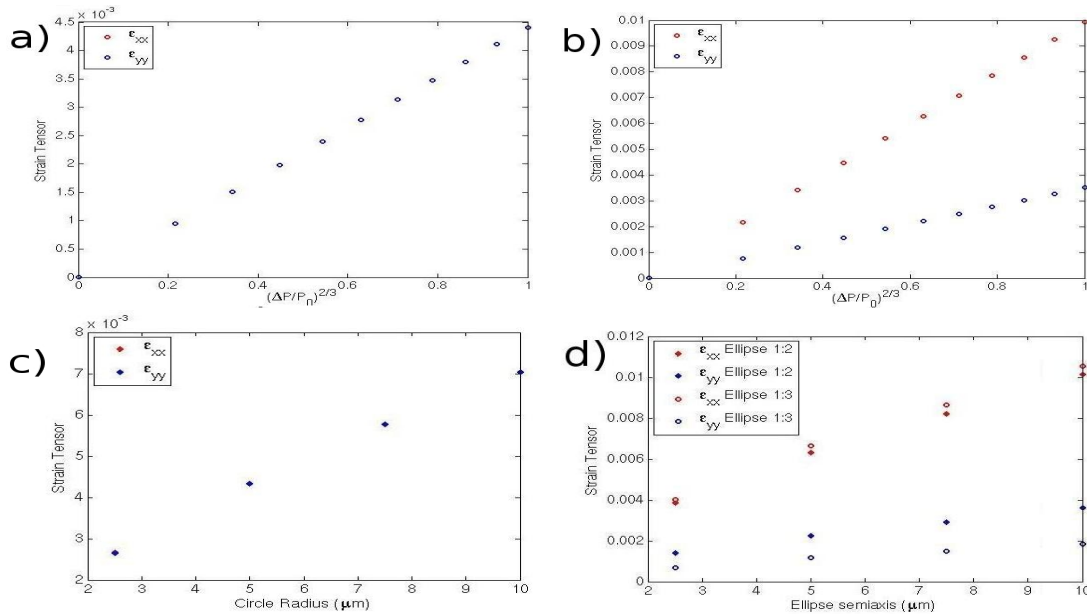 a)
4.5 × 10⁻³
ε_xx
ε_yy
4
3.5
3
2.5
2
1.5
1
0.5
0
Strain Tensor
0 0.2 0.4 0.6 0.8 1
(ΔP/P₀)^2/3
b)
0.01
ε_xx
ε_yy
0.009
0.008
0.007
0.006
0.005
0.004
0.003
0.002
0.001
0
Strain Tensor
0 0.2 0.4 0.6 0.8 1
(ΔP/P₀)^2/3
c)
8 × 10⁻³
ε_xx
ε_yy
7
6
5
4
3
2
Strain Tensor
2 3 4 5 6 7 8 9 10
Circle Radius (μm)
d)
0.012
ε_xx Ellipse 1:2
ε_yy Ellipse 1:2
ε_xx Ellipse 1:3
ε_yy Ellipse 1:3
0.01
0.008
0.006
0.004
0.002
0
Strain Tensor
2 3 4 5 6 7 8 9 10
Ellipse semiaxis (μm)